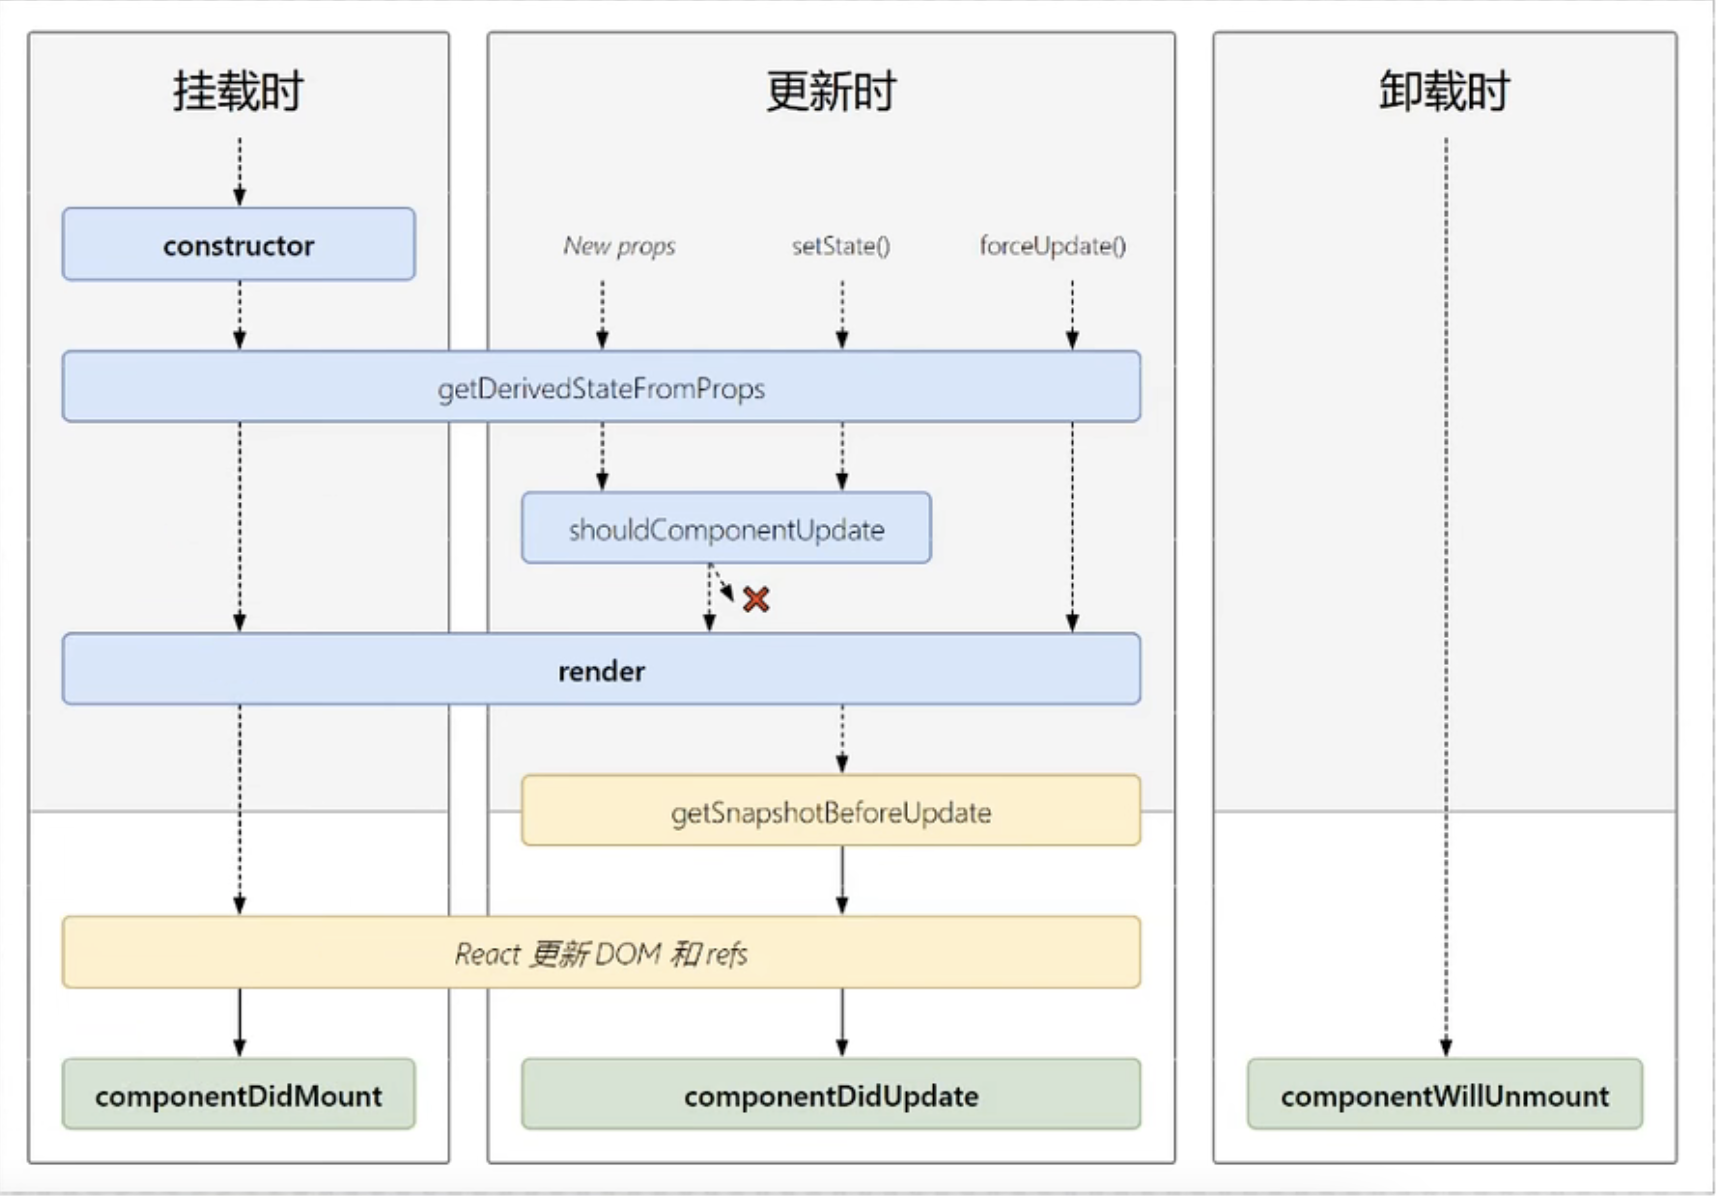 挂载时
更新时
卸载时
constructor
New props
setState()
forceUpdate()
getDerivedStateFromProps
shouldComponentUpdate
render
getSnapshotBeforeUpdate
React 更新 DOM 和 refs
componentDidMount
componentDidUpdate
componentWillUnmount